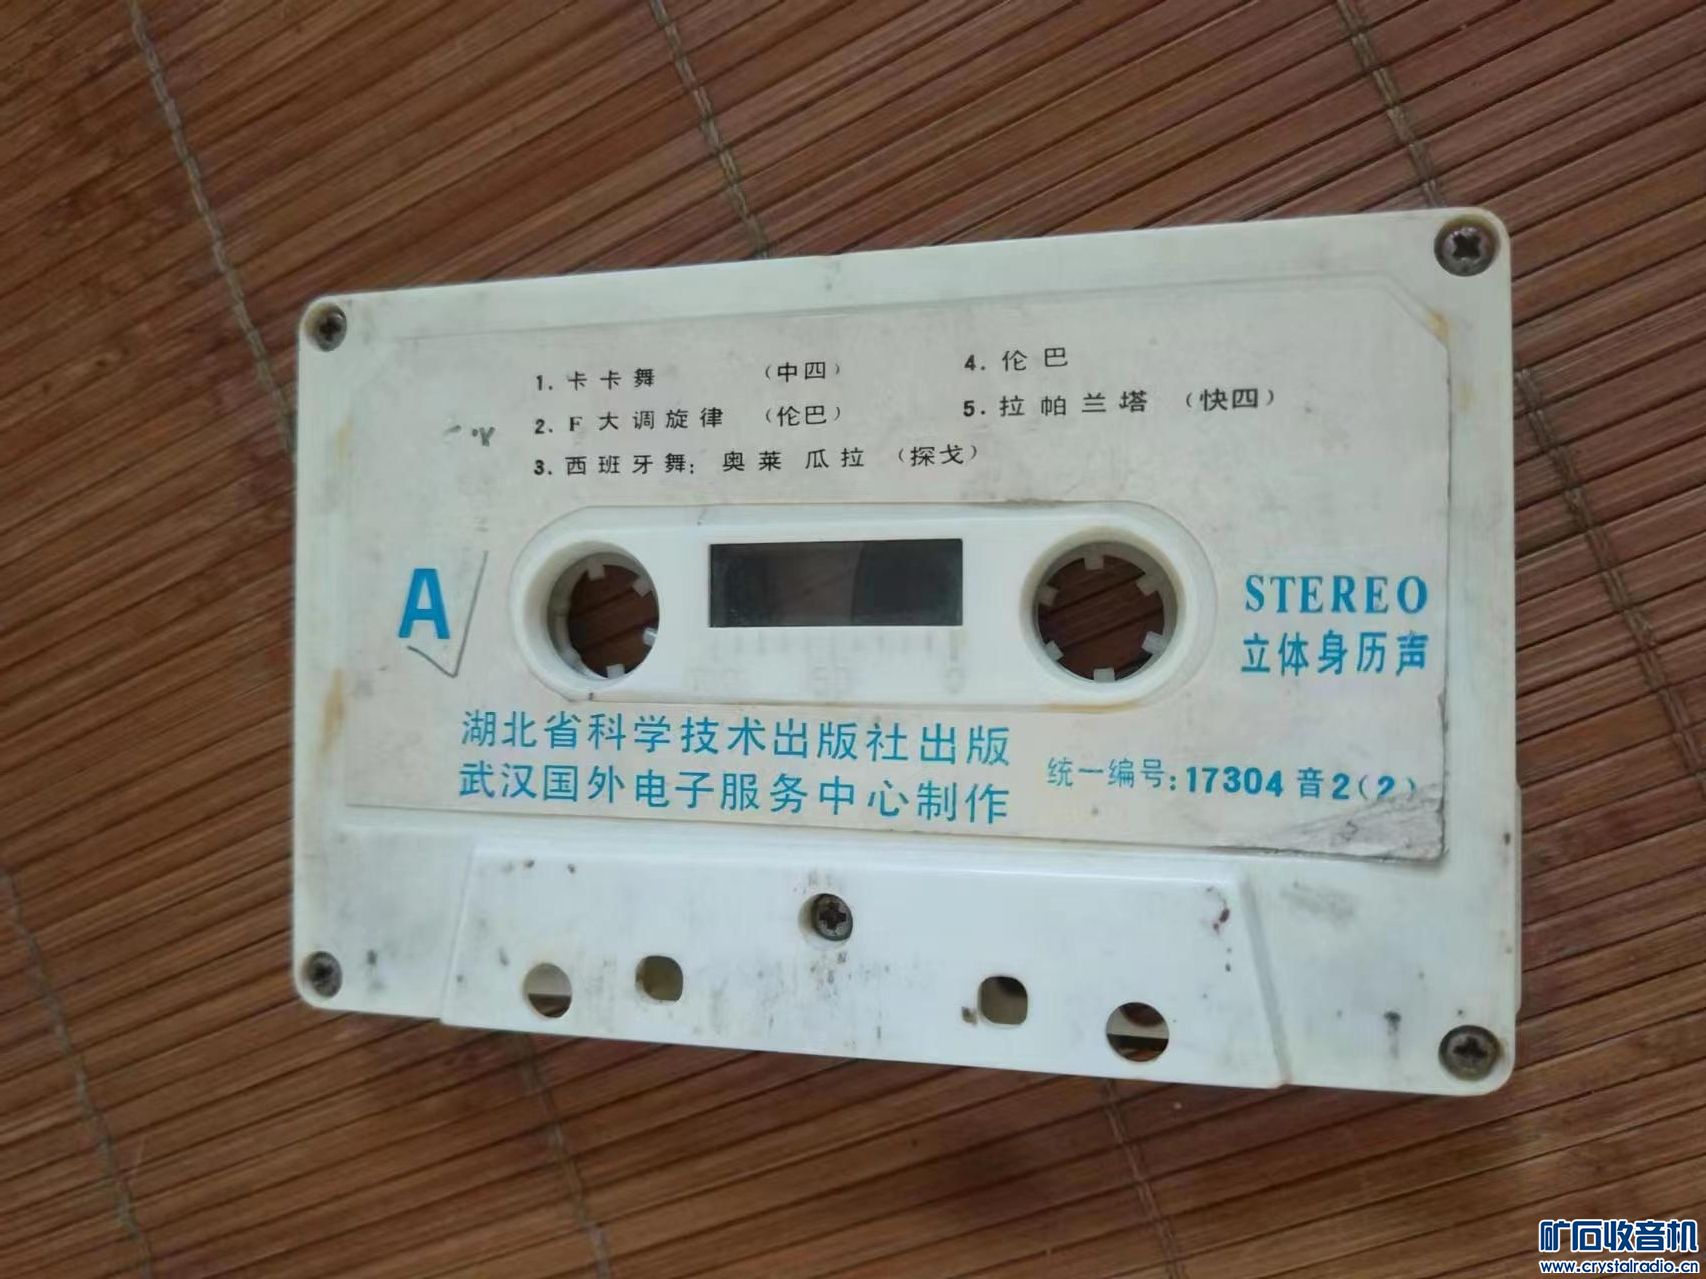 1. 卡卡舞 （中四）
2、F大调旋律 （伦巴）
3. 西班牙舞：奥莱瓜拉 （探戈）
4. 伦巴
5. 拉帕兰塔 （快四）
A
STEREO
立体身历声
湖北省科学技术出版社出版
武汉国外电子服务中心制作
统一编号：17304 音2（2）
矿石收音机
www.crystalradio.cn